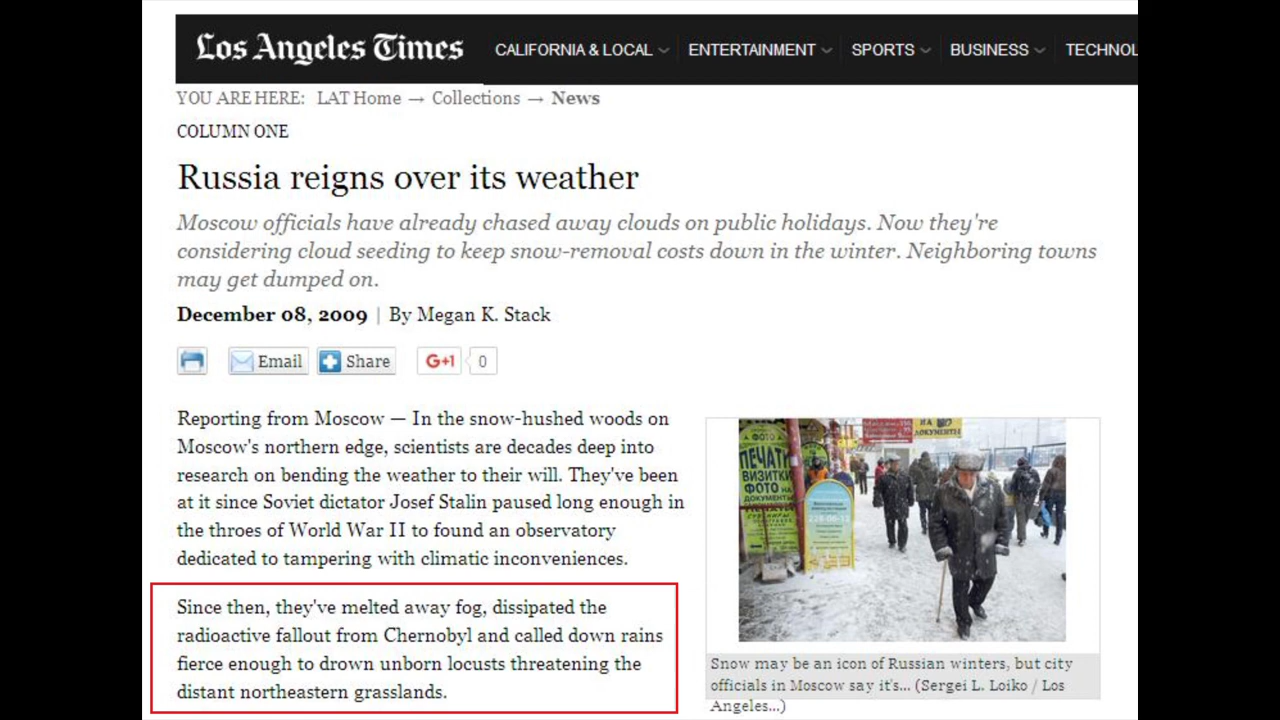 Los Angeles Times
CALIFORNIA & LOCAL
ENTERTAINMENT
SPORTS
BUSINESS
TECHNOL
YOU ARE HERE: LAT Home → Collections → News
COLUMN ONE
Russia reigns over its weather
Moscow officials have already chased away clouds on public holidays. Now they're
considering cloud seeding to keep snow-removal costs down in the winter. Neighboring towns
may get dumped on.
December 08, 2009 | By Megan K. Stack
Email
Share
G+1
0
Reporting from Moscow — In the snow-hushed woods on
Moscow's northern edge, scientists are decades deep into
research on bending the weather to their will. They've been
at it since Soviet dictator Josef Stalin paused long enough in
the throes of World War II to found an observatory
dedicated to tampering with climatic inconveniences.
Since then, they've melted away fog, dissipated the
radioactive fallout from Chernobyl and called down rains
fierce enough to drown unborn locusts threatening the
distant northeastern grasslands.
ФОТО
ПЕЧАТЬ
ВИЗИТКИ
ФОТО НА
ДОКУМЕНТЫ
НА
ДОКУМЕНТЫ
Snow may be an icon of Russian winters, but city
officials in Moscow say it's... (Sergei L. Loiko / Los
Angeles...)